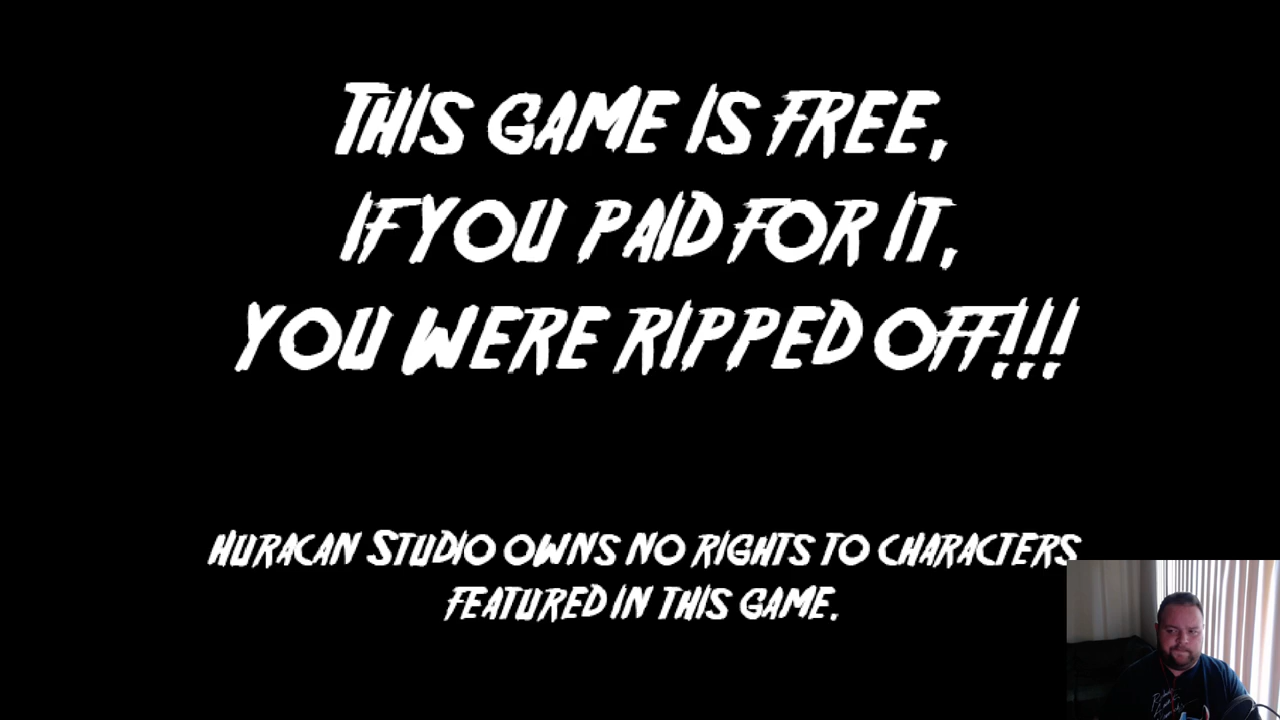 THIS GAME IS FREE,
IF YOU PAID FOR IT,
YOU WERE RIPPED OFF!!!
HURACAN STUDIO OWNS NO RIGHTS TO CHARACTERS
FEATURED IN THIS GAME.